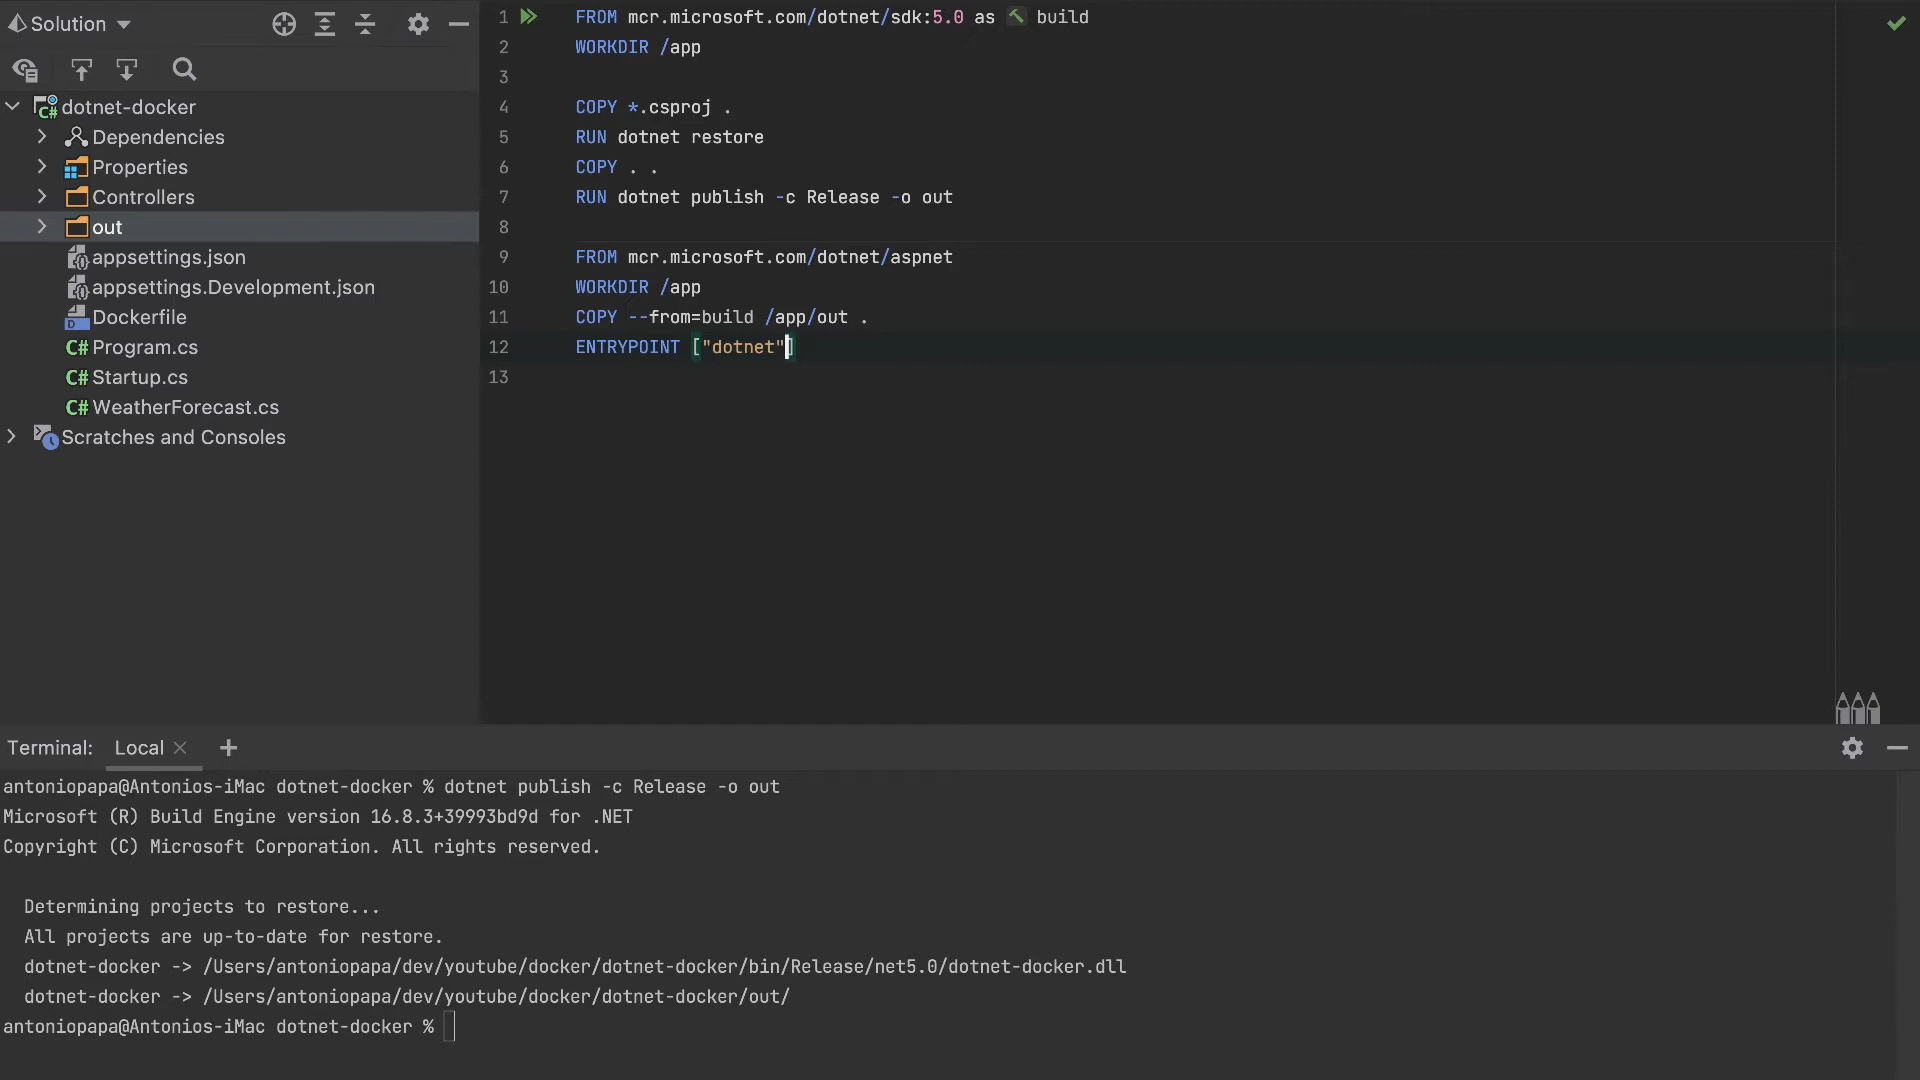 Solution
dotnet-docker
Dependencies
Properties
Controllers
out
appsettings.json
appsettings.Development.json
Dockerfile
C# Program.cs
C# Startup.cs
C# WeatherForecast.cs
Scratches and Consoles
1 FROM mcr.microsoft.com/dotnet/sdk:5.0 as build
2 WORKDIR /app
3
4 COPY *.csproj .
5 RUN dotnet restore
6 COPY . .
7 RUN dotnet publish -c Release -o out
8
9 FROM mcr.microsoft.com/dotnet/aspnet
10 WORKDIR /app
11 COPY --from=build /app/out .
12 ENTRYPOINT ["dotnet"]
13
Terminal: Local
antoniopapa@Antonios-iMac dotnet-docker % dotnet publish -c Release -o out
Microsoft (R) Build Engine version 16.8.3+39993bd9d for .NET
Copyright (C) Microsoft Corporation. All rights reserved.
Determining projects to restore...
All projects are up-to-date for restore.
dotnet-docker -> /Users/antoniopapa/dev/youtube/docker/dotnet-docker/bin/Release/net5.0/dotnet-docker.dll
dotnet-docker -> /Users/antoniopapa/dev/youtube/docker/dotnet-docker/out/
antoniopapa@Antonios-iMac dotnet-docker %